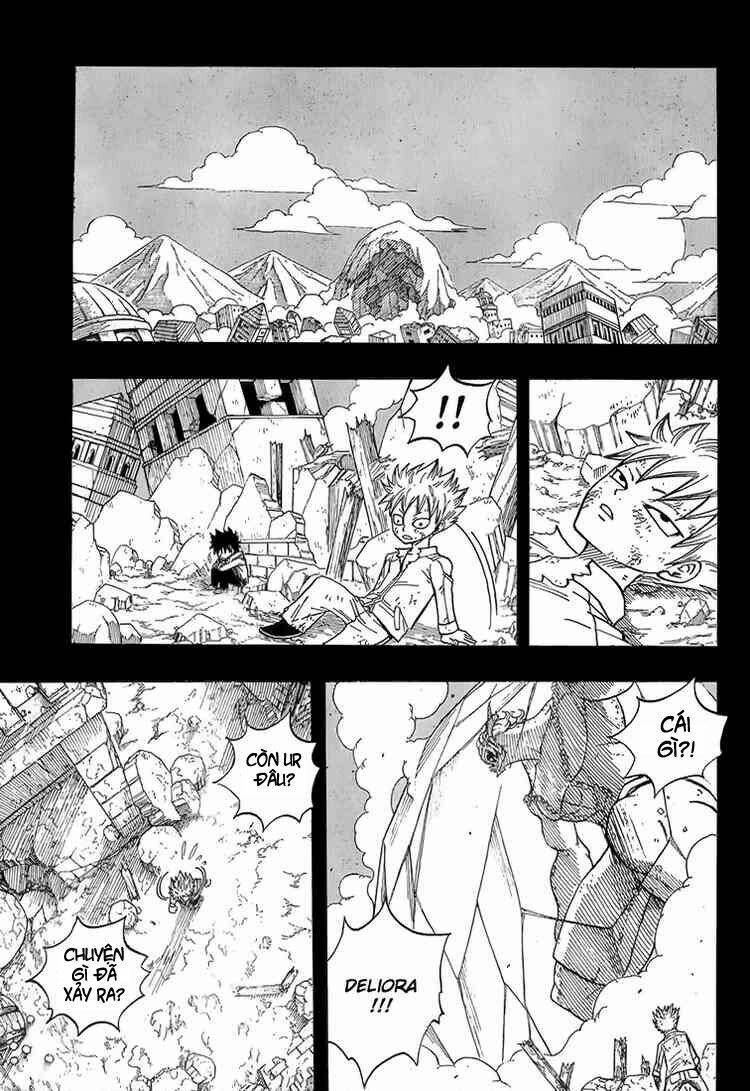 !!
CÁI
GÌ?!
DELIORA
!!!
CÒN UR
ĐÂU?
CHUYỆN
GÌ ĐÃ
XẢY RA?